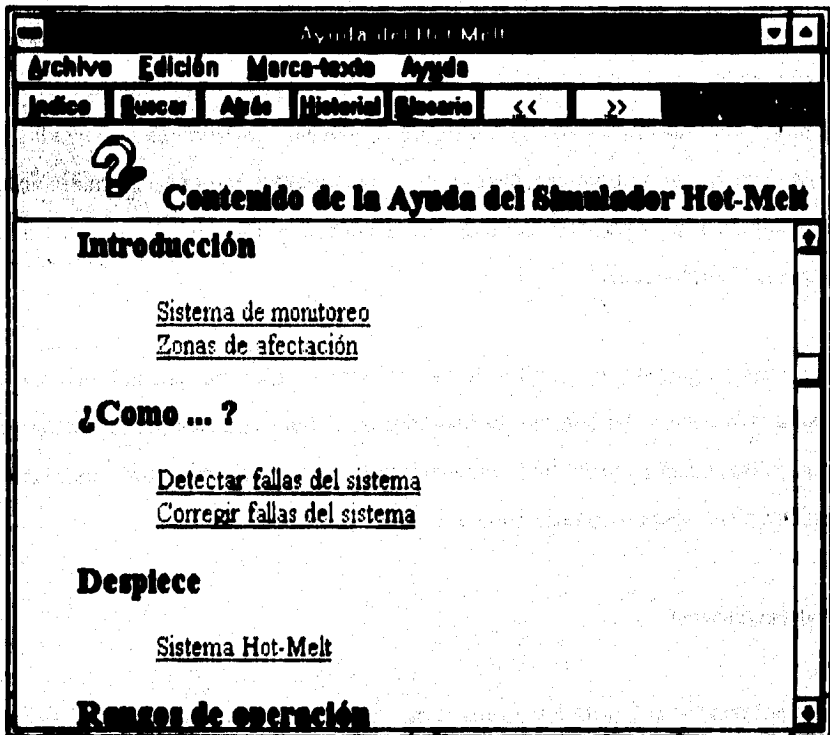 Ayuda del Hot-Melt
Archivo Edición Marca-texto Ayuda
Indice Buscar Atrás Historial Glosario << >>
Contenido de la Ayuda del Simulador Hot-Melt
Introducción
Sistema de monitoreo
Zonas de afectación
¿Como ... ?
Detectar fallas del sistema
Corregir fallas del sistema
Despiece
Sistema Hot-Melt
Rangos de operación